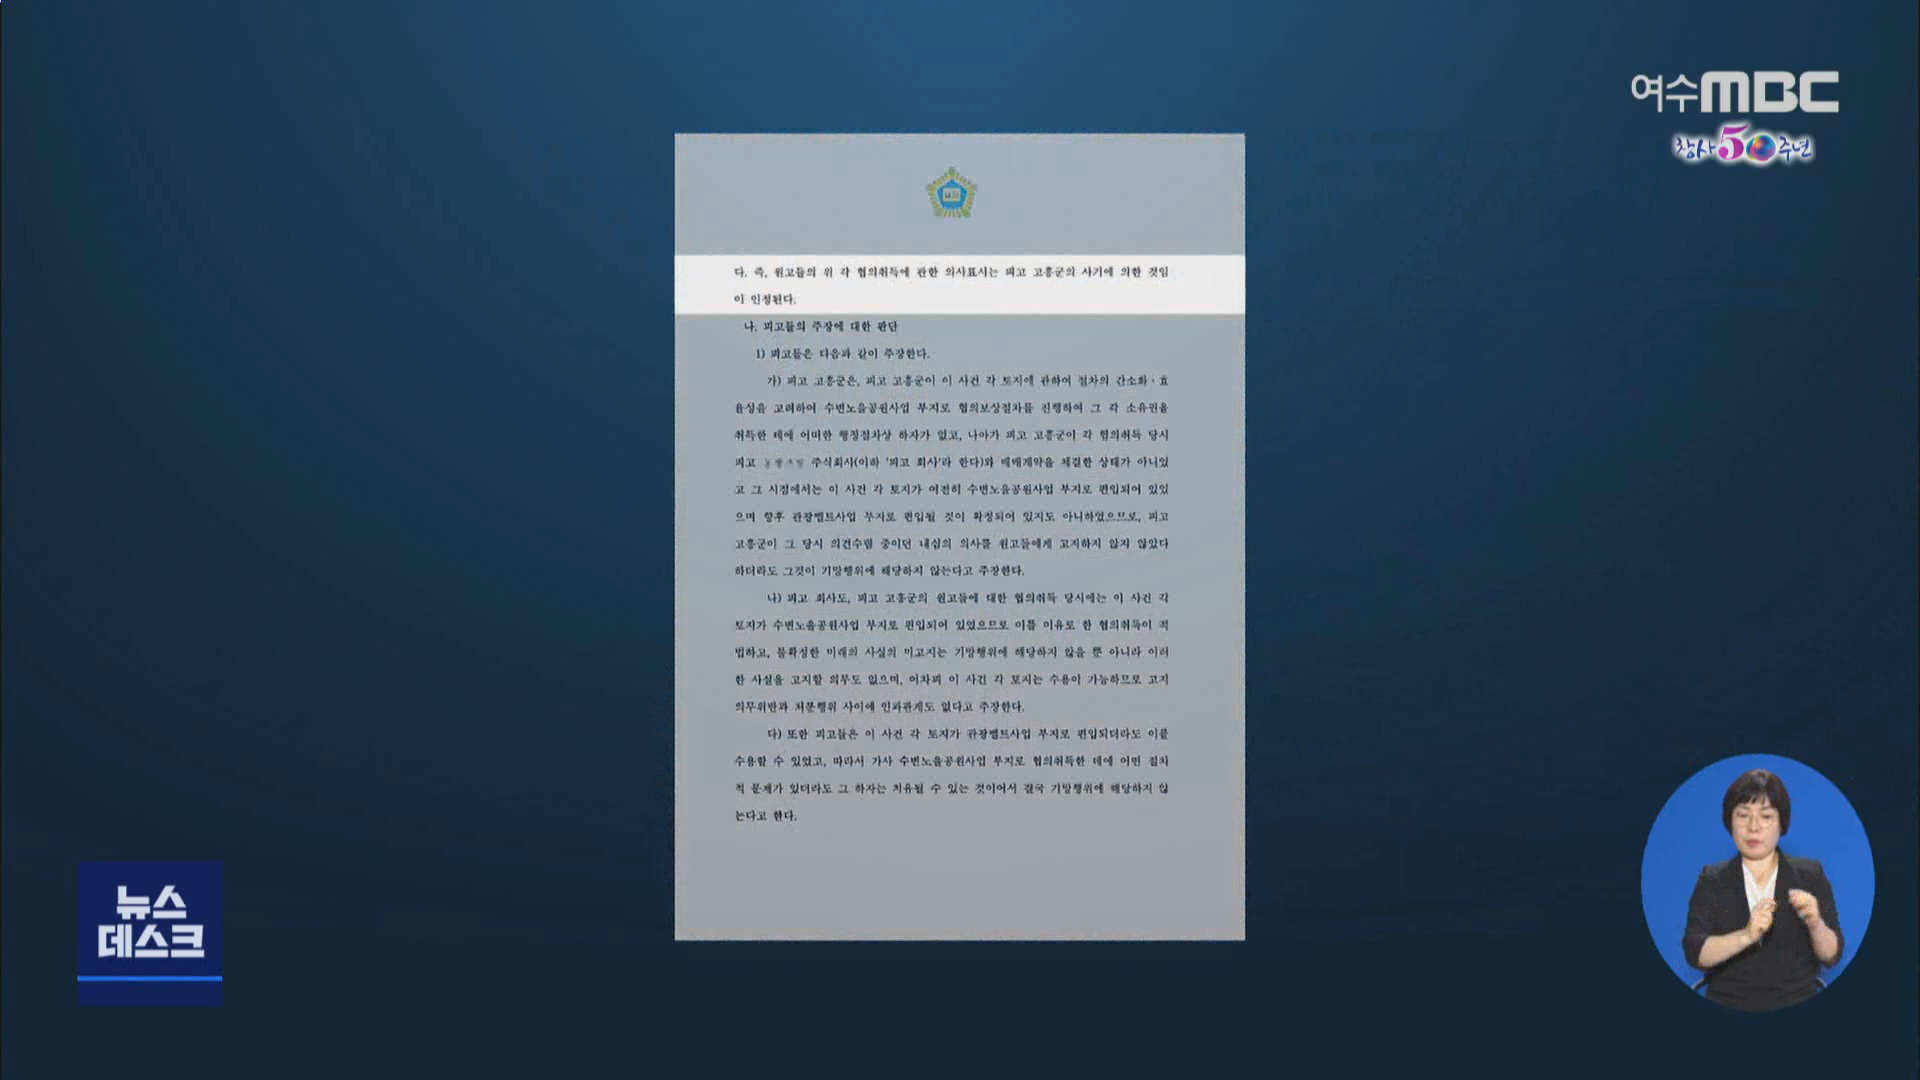 여수MBC
창사50주년
다. 즉, 원고들의 위 각 협의취득에 관한 의사표시는 피고 고흥군의 사기에 의한 것임
이 인정된다.
나. 피고들의 주장에 대한 판단
1) 피고들은 다음과 같이 주장한다.
가) 피고 고흥군은, 피고 고흥군이 이 사건 각 토지에 관하여 절차의 간소화·효
율성을 고려하여 수변노을공원사업 부지로 협의보상절차를 진행하여 그 각 소유권을
취득한 데에 어떠한 행정절차상 하자가 없고, 나아가 피고 고흥군이 각 협의취득 당시
피고 주식회사(이하 '피고 회사'라 한다)와 매매계약을 체결한 상태가 아니었
고 그 시점에서는 이 사건 각 토지가 여전히 수변노을공원사업 부지로 편입되어 있었
으며 향후 관광벨트사업 부지로 편입될 것이 확정되어 있지도 아니하였으므로, 피고
고흥군이 그 당시 의견수렴 중이던 내심의 의사를 원고들에게 고지하지 않지 않았다
하더라도 그것이 기망행위에 해당하지 않는다고 주장한다.
나) 피고 회사도, 피고 고흥군의 원고들에 대한 협의취득 당시에는 이 사건 각
토지가 수변노을공원사업 부지로 편입되어 있었으므로 이를 이유로 한 협의취득이 적
법하고, 불확정한 미래의 사실의 미고지는 기망행위에 해당하지 않을 뿐 아니라 이러
한 사실을 고지할 의무도 없으며, 어차피 이 사건 각 토지는 수용이 가능하므로 고지
의무위반과 처분행위 사이에 인과관계도 없다고 주장한다.
다) 또한 피고들은 이 사건 각 토지가 관광벨트사업 부지로 편입되더라도 이를
수용할 수 있었고, 따라서 가사 수변노을공원사업 부지로 협의취득한 데에 어떤 절차
적 문제가 있더라도 그 하자는 치유될 수 있는 것이어서 결국 기망행위에 해당하지 않
는다고 한다.
뉴스
데스크